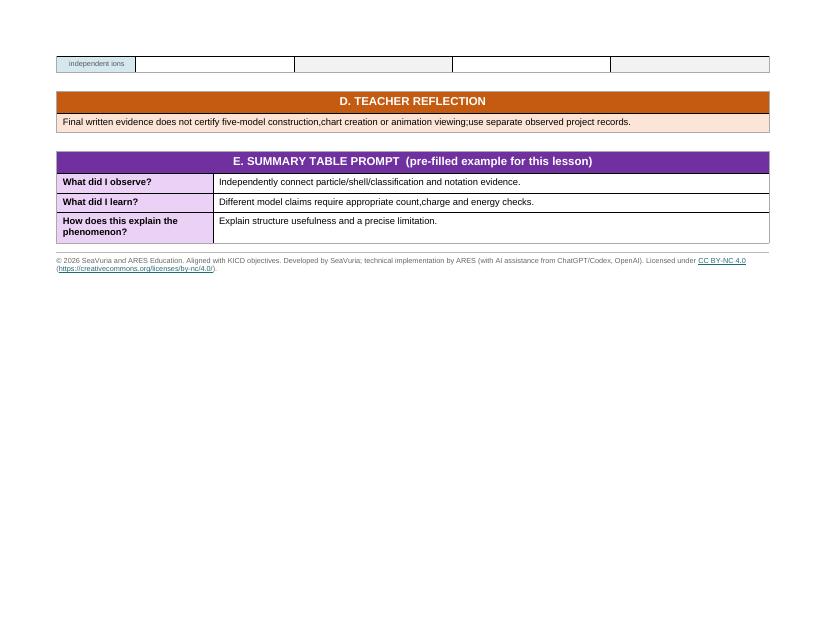 independent ions
D. TEACHER REFLECTION
Final written evidence does not certify five-model construction,chart creation or animation viewing;use separate observed project records.
E. SUMMARY TABLE PROMPT  (pre-filled example for this lesson)
What did I observe?
Independently connect particle/shell/classification and notation evidence.
What did I learn?
Different model claims require appropriate count,charge and energy checks.
How does this explain the
phenomenon?
Explain structure usefulness and a precise limitation.
© 2026 SeaVuria and ARES Education. Aligned with KICD objectives. Developed by SeaVuria; technical implementation by ARES (with AI assistance from ChatGPT/Codex, OpenAI). Licensed under CC BY-NC 4.0
(https://creativecommons.org/licenses/by-nc/4.0/).